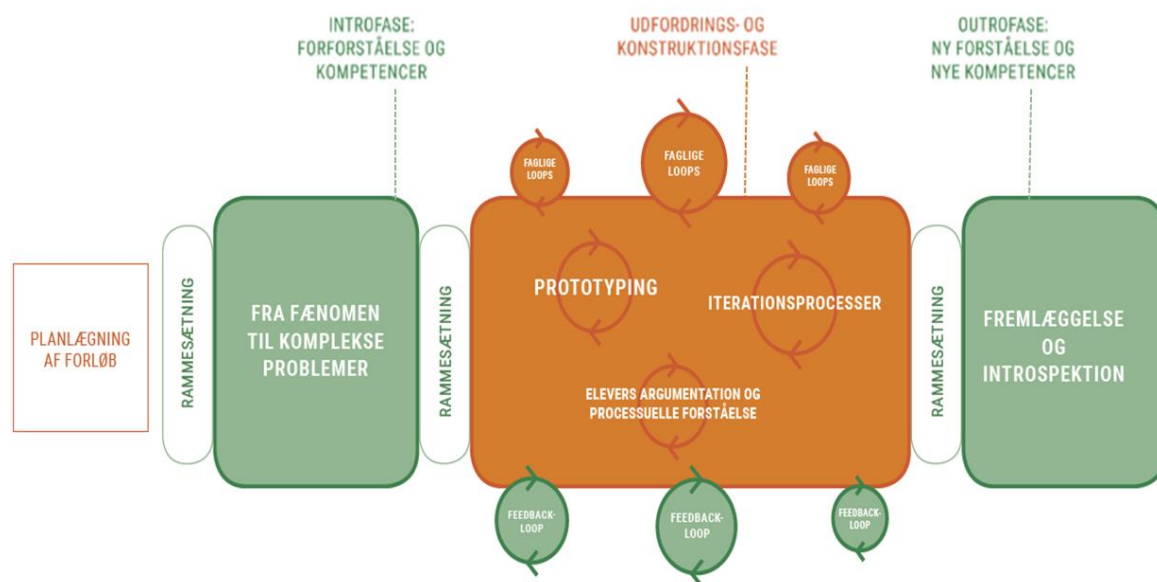 INTROFASE:
FORFORSTÅELSE OG
KOMPETENCER
UDFORDRINGS- OG
KONSTRUKTIONSFASE
OUTROFASE:
NY FORSTÅELSE OG
NYE KOMPETENCER
FAGLIGE
LOOPS
FAGLIGE
LOOPS
FAGLIGE
LOOPS
PLANLÆGNING
AF FORLØB
RAMMESÆTNING
FRA FÆNOMEN
TIL KOMPLEKSE
PROBLEMER
RAMMESÆTNING
PROTOTYPING
ITERATIONSPROCESSER
ELEVERS ARGUMENTATION OG
PROCESSUELLE FORSTÅELSE
RAMMESÆTNING
FREMLÆGGELSE
OG
INTROSPEKTION
FEEDBACK-
LOOP
FEEDBACK-
LOOP
FEEDBACK-
LOOP